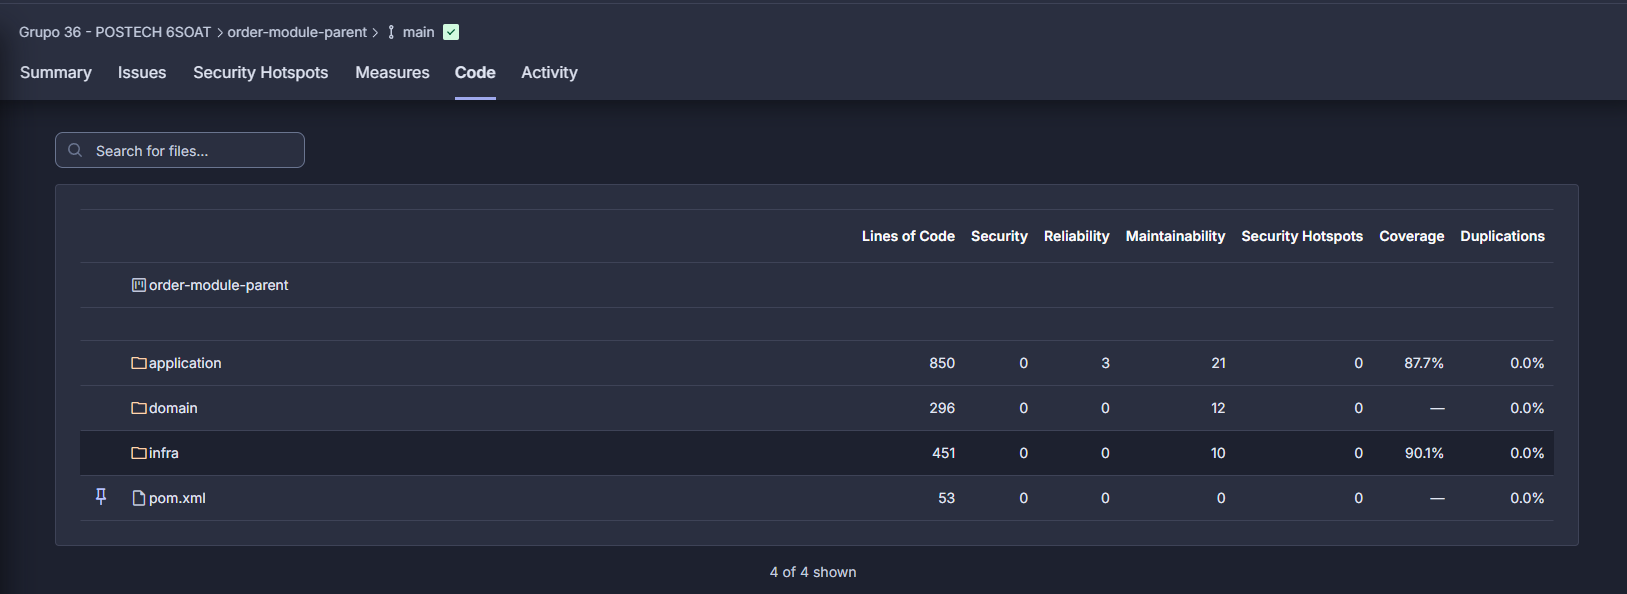 Grupo 36 - POSTECH 6SOAT > order-module-parent > main
Summary Issues Security Hotspots Measures Code Activity
Search for files...
Lines of Code Security Reliability Maintainability Security Hotspots Coverage Duplications
order-module-parent
application 850 0 3 21 0 87.7% 0.0%
domain 296 0 0 12 0 — 0.0%
infra 451 0 0 10 0 90.1% 0.0%
pom.xml 53 0 0 0 0 — 0.0%
4 of 4 shown